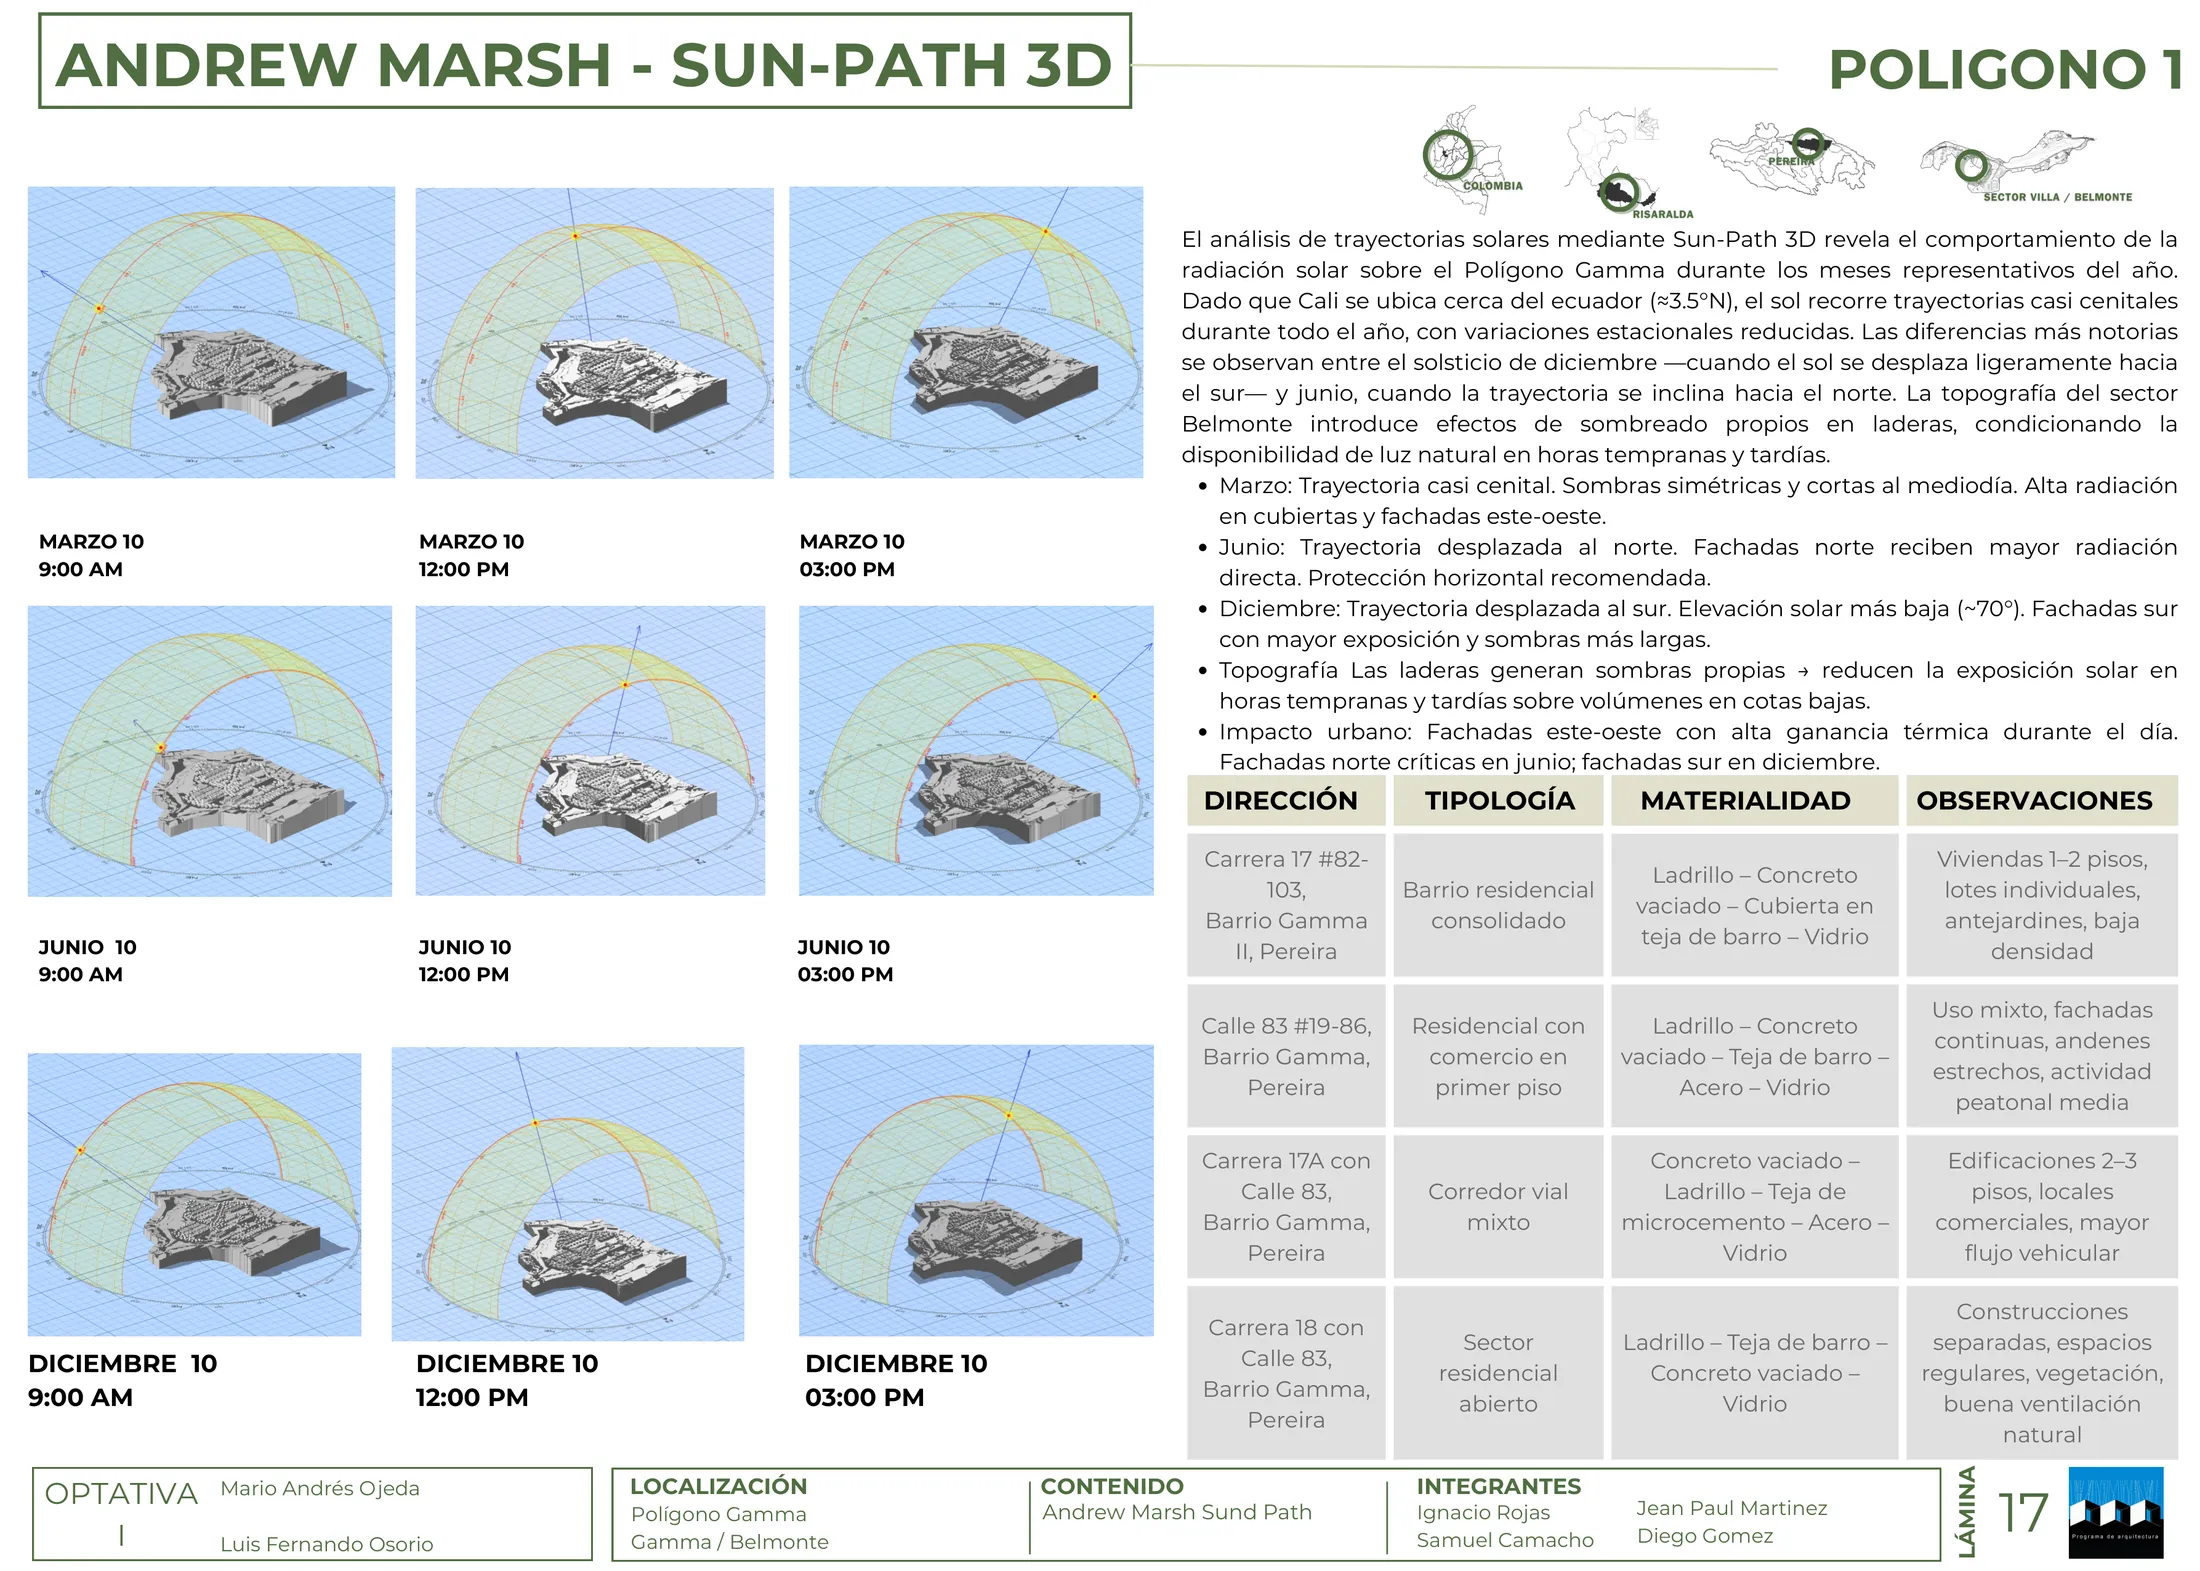 ANDREW MARSH - SUN-PATH 3D
POLIGONO 1
COLOMBIA
RISARALDA
PEREIRA
SECTOR VILLA / BELMONTE
El análisis de trayectorias solares mediante Sun-Path 3D revela el comportamiento de la
radiación solar sobre el Polígono Gamma durante los meses representativos del año.
Dado que Cali se ubica cerca del ecuador (≈3.5°N), el sol recorre trayectorias casi cenitales
durante todo el año, con variaciones estacionales reducidas. Las diferencias más notorias
se observan entre el solsticio de diciembre —cuando el sol se desplaza ligeramente hacia
el sur— y junio, cuando la trayectoria se inclina hacia el norte. La topografía del sector
Belmonte introduce efectos de sombreado propios en laderas, condicionando la
disponibilidad de luz natural en horas tempranas y tardías.
• Marzo: Trayectoria casi cenital. Sombras simétricas y cortas al mediodía. Alta radiación
en cubiertas y fachadas este-oeste.
• Junio: Trayectoria desplazada al norte. Fachadas norte reciben mayor radiación
directa. Protección horizontal recomendada.
• Diciembre: Trayectoria desplazada al sur. Elevación solar más baja (~70°). Fachadas sur
con mayor exposición y sombras más largas.
• Topografía Las laderas generan sombras propias → reducen la exposición solar en
horas tempranas y tardías sobre volúmenes en cotas bajas.
• Impacto urbano: Fachadas este-oeste con alta ganancia térmica durante el día.
Fachadas norte críticas en junio; fachadas sur en diciembre.
MARZO 10
9:00 AM
MARZO 10
12:00 PM
MARZO 10
03:00 PM
JUNIO 10
9:00 AM
JUNIO 10
12:00 PM
JUNIO 10
03:00 PM
DICIEMBRE 10
9:00 AM
DICIEMBRE 10
12:00 PM
DICIEMBRE 10
03:00 PM
DIRECCIÓN
TIPOLOGÍA
MATERIALIDAD
OBSERVACIONES
Carrera 17 #82-
103,
Barrio Gamma
II, Pereira
Barrio residencial
consolidado
Ladrillo – Concreto
vaciado – Cubierta en
teja de barro – Vidrio
Viviendas 1–2 pisos,
lotes individuales,
antejardines, baja
densidad
Calle 83 #19-86,
Barrio Gamma,
Pereira
Residencial con
comercio en
primer piso
Ladrillo – Concreto
vaciado – Teja de barro –
Acero – Vidrio
Uso mixto, fachadas
continuas, andenes
estrechos, actividad
peatonal media
Carrera 17A con
Calle 83,
Barrio Gamma,
Pereira
Corredor vial
mixto
Concreto vaciado –
Ladrillo – Teja de
microcemento – Acero –
Vidrio
Edificaciones 2–3
pisos, locales
comerciales, mayor
flujo vehicular
Carrera 18 con
Calle 83,
Barrio Gamma,
Pereira
Sector
residencial
abierto
Ladrillo – Teja de barro –
Concreto vaciado –
Vidrio
Construcciones
separadas, espacios
regulares, vegetación,
buena ventilación
natural
OPTATIVA
I
Mario Andrés Ojeda
Luis Fernando Osorio
LOCALIZACIÓN
Polígono Gamma
Gamma / Belmonte
CONTENIDO
Andrew Marsh Sund Path
INTEGRANTES
Ignacio Rojas
Samuel Camacho
Jean Paul Martinez
Diego Gomez
LÁMINA
17
Programa de arquitectura